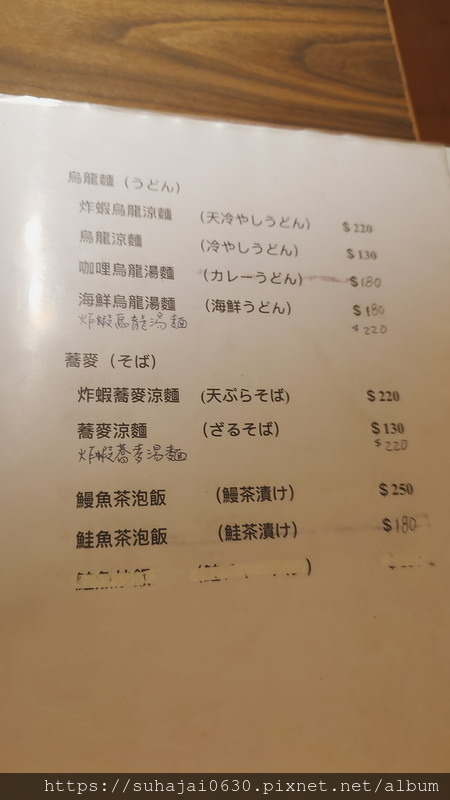 烏龍麵 (うどん)
炸蝦烏龍涼麵 (天冷やしうどん) $220
烏龍涼麵 (冷やしうどん) $130
咖哩烏龍湯麵 (カレーうどん) $180
海鮮烏龍湯麵 (海鮮うどん) $180
炸蝦烏龍湯麵 $220
蕎麥 (そば)
炸蝦蕎麥涼麵 (天ぷらそば) $220
蕎麥涼麵 (ざるそば) $130
炸蝦蕎麥湯麵 $220
鰻魚茶泡飯 (鰻茶漬け) $250
鮭魚茶泡飯 (鮭茶漬け) $180
https://suhajai0630.pixnet.net/album